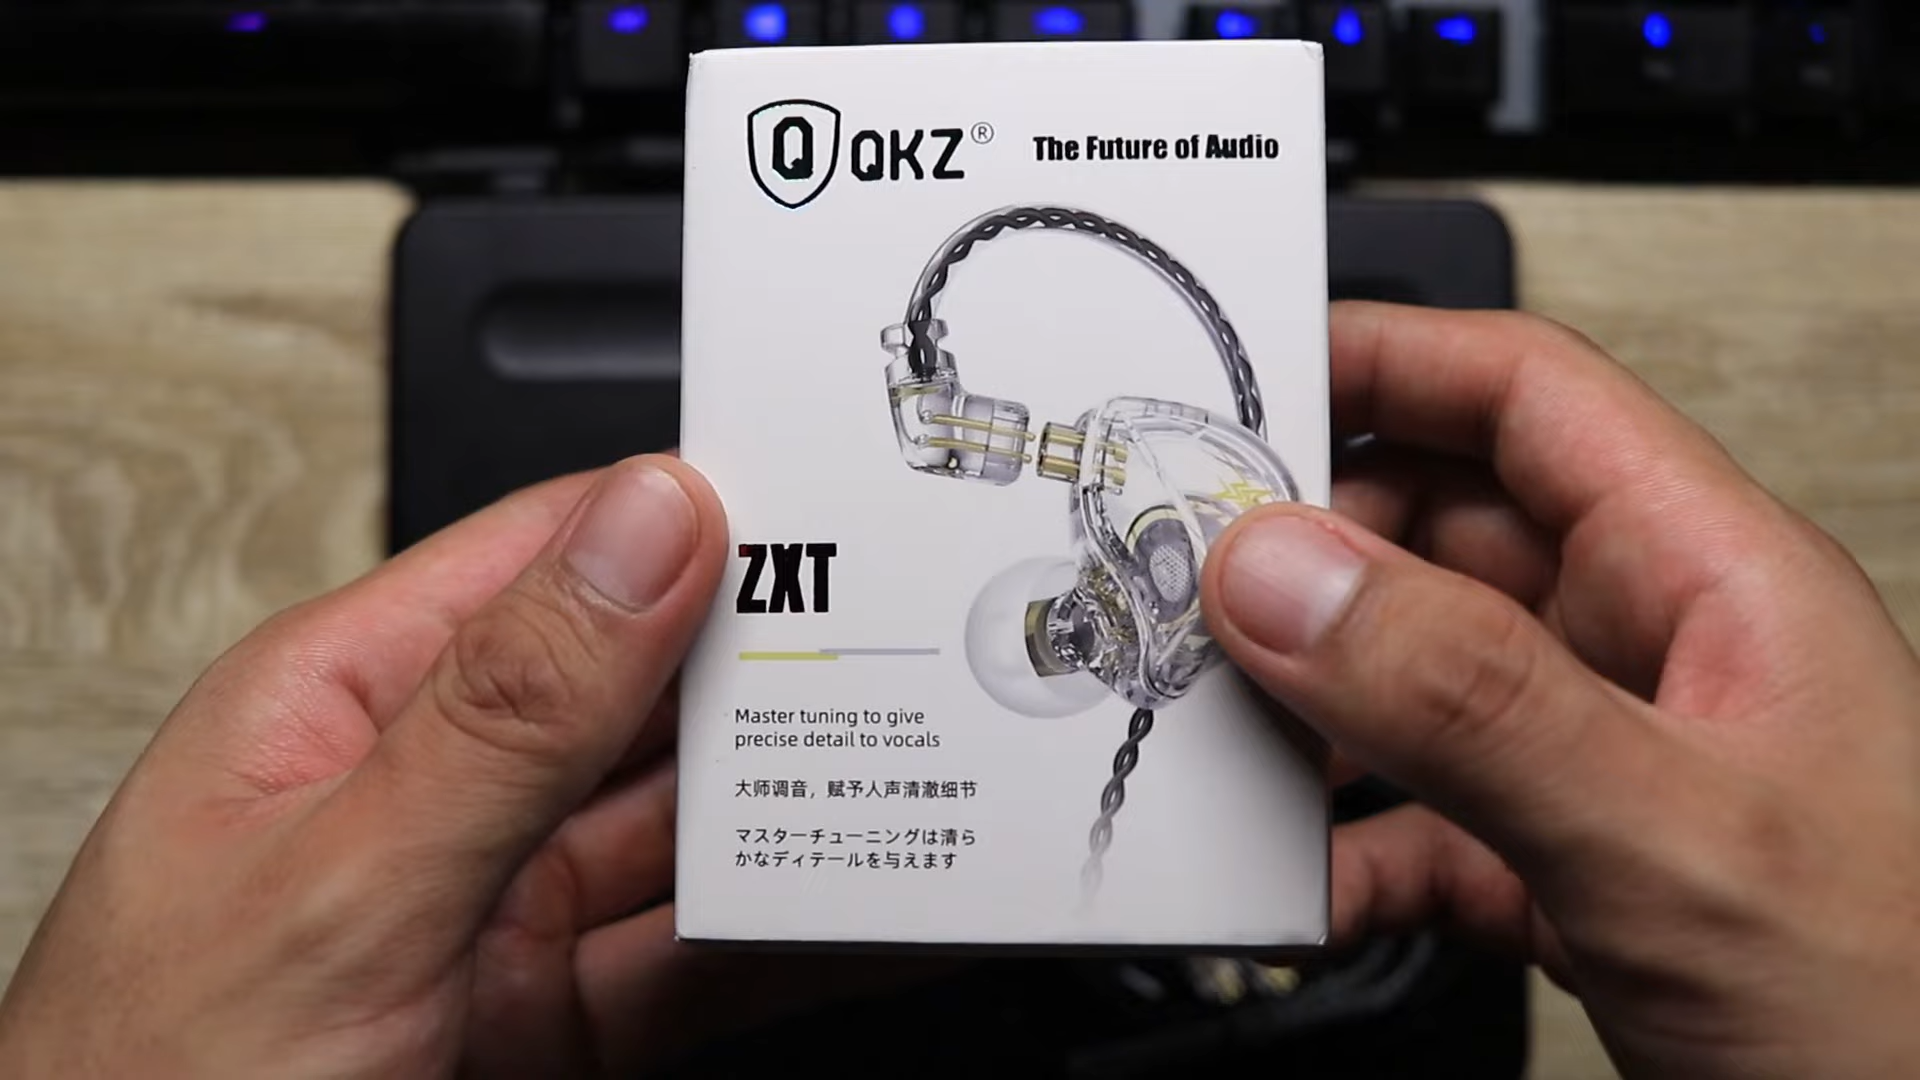 Q QKZ®
The Future of Audio
ZXT
Master tuning to give
precise detail to vocals
大师调音，赋予人声清澈细节
マスターチューニングは清ら
かなディテールを与えます